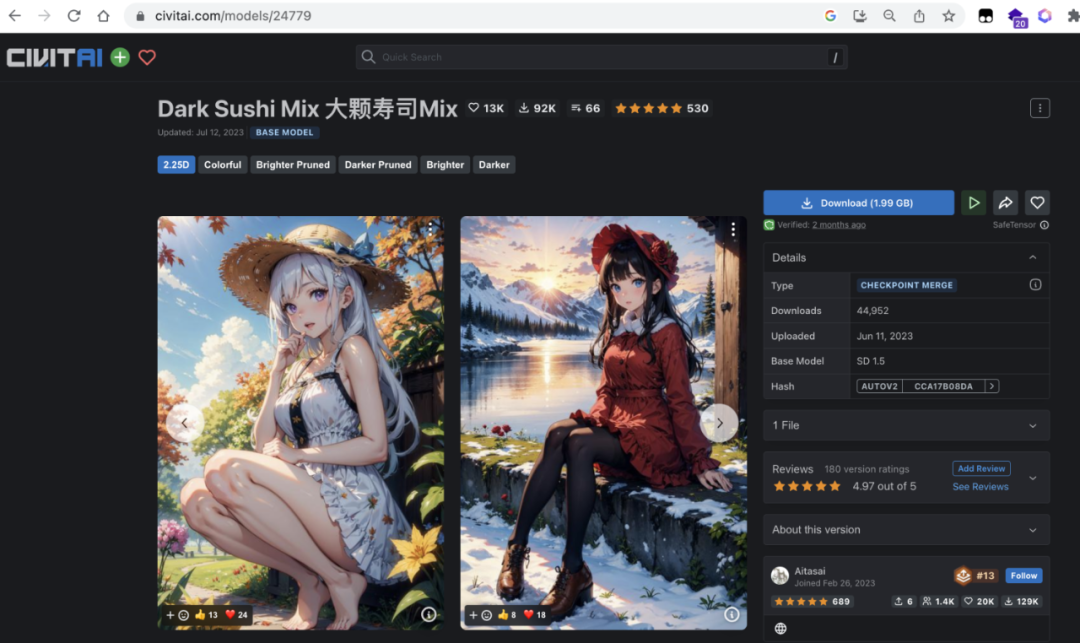 civitai.com/models/24779
20
CIVITAI
Quick Search
/
Dark Sushi Mix 大颗寿司Mix 13K 92K 66 530
Updated: Jul 12, 2023 BASE MODEL
2.25D Colorful Brighter Pruned Darker Pruned Brighter Darker
Download (1.99 GB)
Verified: 2 months ago SafeTensor
Details
Type CHECKPOINT MERGE
Downloads 44,952
Uploaded Jun 11, 2023
Base Model SD 1.5
Hash AUTOV2 CCA17B08DA
1 File
Reviews 180 version ratings Add Review
4.97 out of 5 See Reviews
About this version
Aitasai #13 Follow
Joined Feb 26, 2023
689 6 1.4K 20K 129K
13 24
8 18